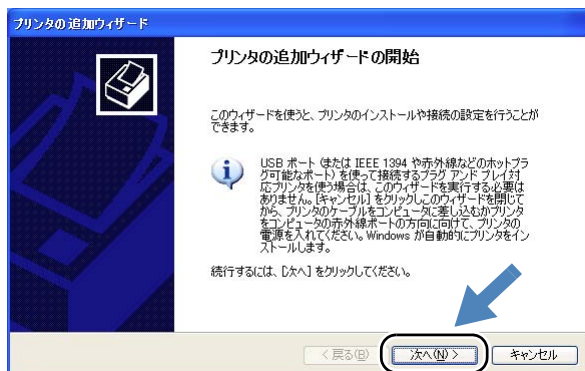 プリンタの追加ウィザード
プリンタの追加ウィザードの開始
このウィザードを使うと、プリンタのインストールや接続の設定を行うことが
できます。
USB ポート (または IEEE 1394 や赤外線などのホットプラ
グ可能なポート) を使って接続するプラグ アンド プレイ対
応プリンタを使う場合は、このウィザードを実行する必要は
ありません。[キャンセル] をクリックしこのウィザードを閉じて
から、プリンタのケーブルをコンピュータに差し込むかプリンタ
をコンピュータの赤外線ポートの方向に向けて、プリンタの
電源を入れてください。Windows が自動的にプリンタをイン
ストールします。
続行するには、[次へ] をクリックしてください。
< 戻る(B) 次へ(N) > キャンセル